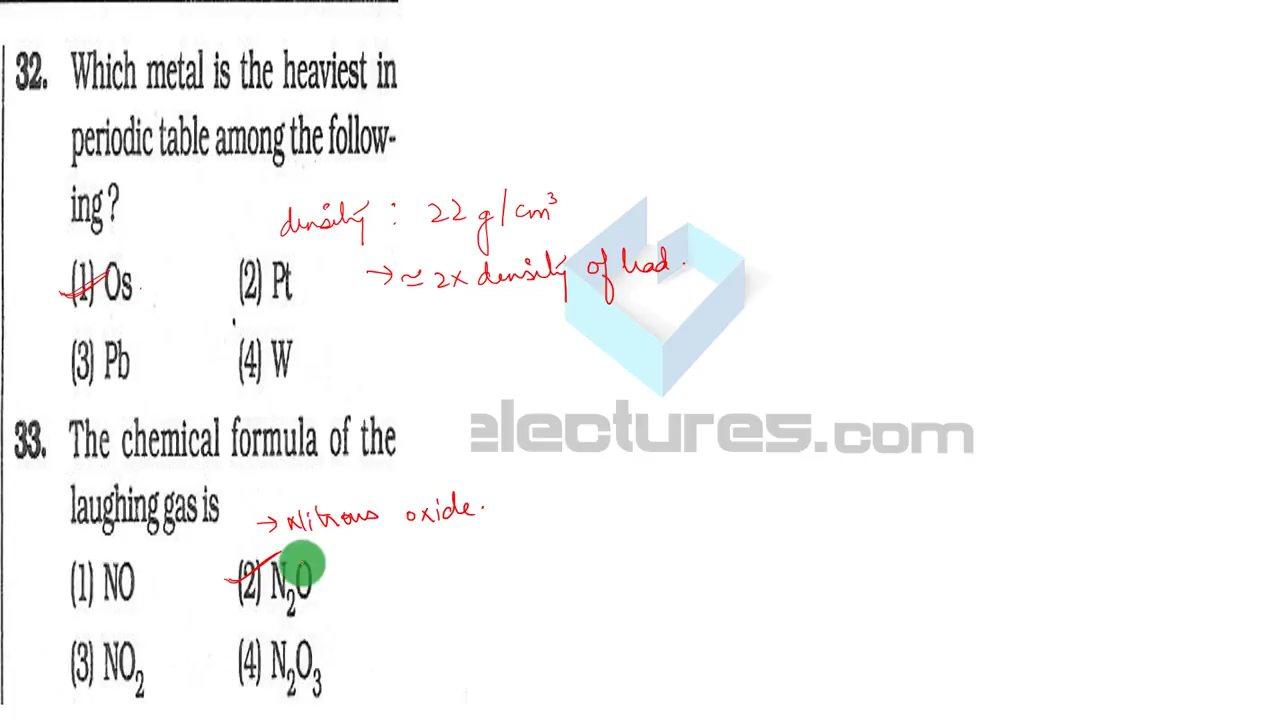 32. Which metal is the heaviest in
periodic table among the follow-
ing?
density : 22 g/cm³
(1) Os (2) Pt
→ ≃ 2x density of lead.
(3) Pb (4) W
electures.com
33. The chemical formula of the
laughing gas is
→ Nitrous oxide.
(1) NO (2) N₂O
(3) NO₂ (4) N₂O₃